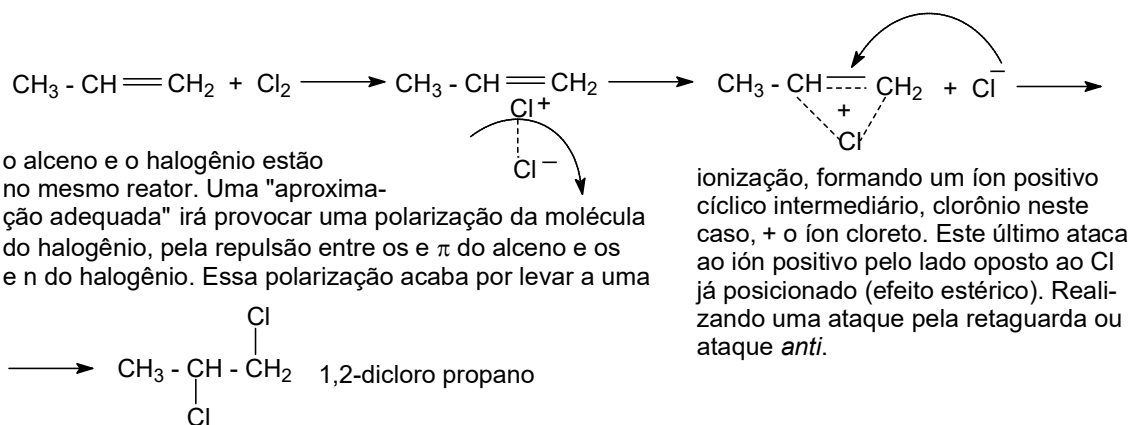 CH3 - CH=CH2 + Cl2 CH3 - CH=CH2 CH3 - CH=CH2 + Cl–
Cl+
+
Cl
Cl –
o alceno e o halogênio estão
no mesmo reator. Uma "aproxima-
ção adequada" irá provocar uma polarização da molécula
do halogênio, pela repulsão entre os e π do alceno e os
e n do halogênio. Essa polarização acaba por levar a uma
ionização, formando um íon positivo
cíclico intermediário, clorônio neste
caso, + o íon cloreto. Este último ataca
ao ión positivo pelo lado oposto ao Cl
já posicionado (efeito estérico). Reali-
zando uma ataque pela retaguarda ou
ataque anti.
Cl
CH3 - CH - CH2 1,2-dicloro propano
Cl